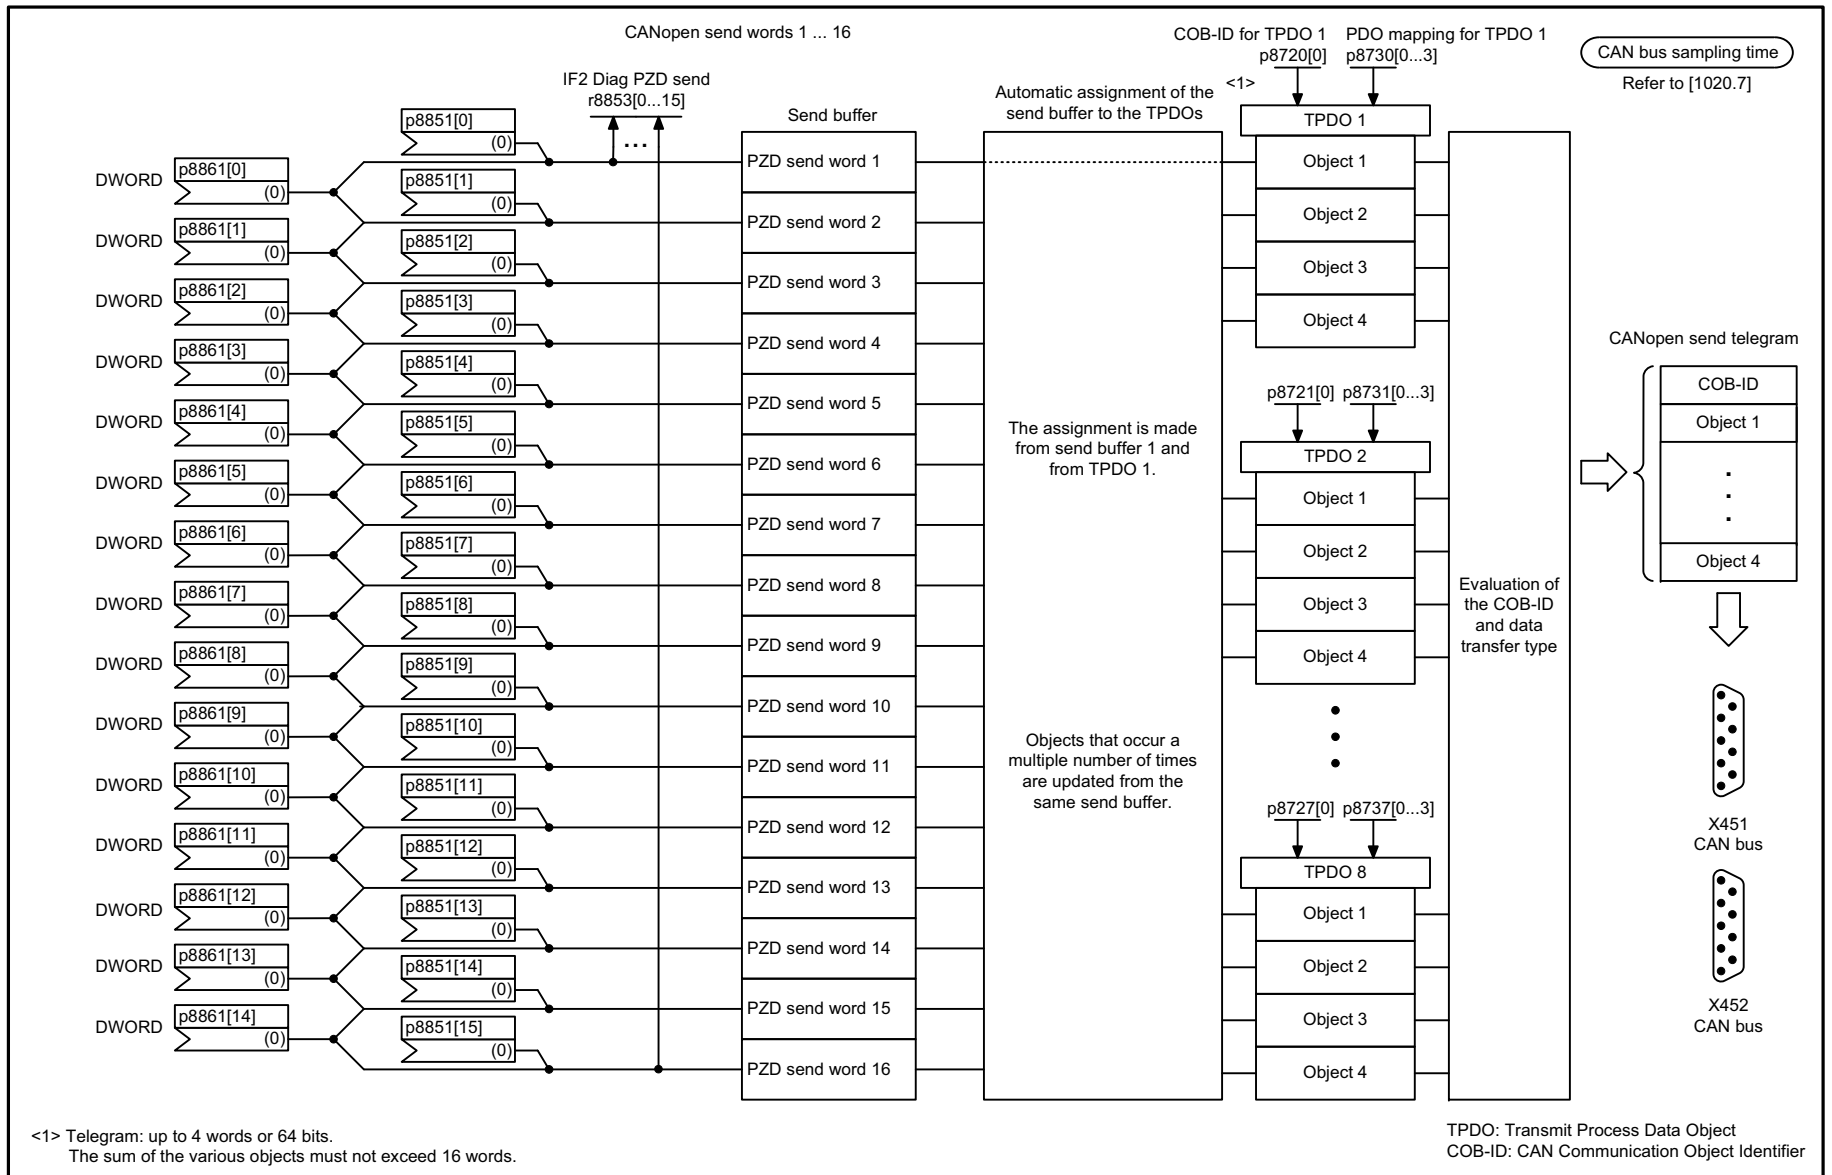 CANopen send words 1 ... 16
COB-ID for TPDO 1
p8720[0]
PDO mapping for TPDO 1
p8730[0...3]
<1>
CAN bus sampling time
Refer to [1020.7]
IF2 Diag PZD send
r8853[0...15]
...
Send buffer
Automatic assignment of the
send buffer to the TPDOs
DWORD
p8861[0]
(0)
DWORD
p8861[1]
(0)
DWORD
p8861[2]
(0)
DWORD
p8861[3]
(0)
DWORD
p8861[4]
(0)
DWORD
p8861[5]
(0)
DWORD
p8861[6]
(0)
DWORD
p8861[7]
(0)
DWORD
p8861[8]
(0)
DWORD
p8861[9]
(0)
DWORD
p8861[10]
(0)
DWORD
p8861[11]
(0)
DWORD
p8861[12]
(0)
DWORD
p8861[13]
(0)
DWORD
p8861[14]
(0)
p8851[0]
(0)
p8851[1]
(0)
p8851[2]
(0)
p8851[3]
(0)
p8851[4]
(0)
p8851[5]
(0)
p8851[6]
(0)
p8851[7]
(0)
p8851[8]
(0)
p8851[9]
(0)
p8851[10]
(0)
p8851[11]
(0)
p8851[12]
(0)
p8851[13]
(0)
p8851[14]
(0)
p8851[15]
(0)
PZD send word 1
PZD send word 2
PZD send word 3
PZD send word 4
PZD send word 5
PZD send word 6
PZD send word 7
PZD send word 8
PZD send word 9
PZD send word 10
PZD send word 11
PZD send word 12
PZD send word 13
PZD send word 14
PZD send word 15
PZD send word 16
The assignment is made
from send buffer 1 and
from TPDO 1.
Objects that occur a
multiple number of times
are updated from the
same send buffer.
TPDO 1
Object 1
Object 2
Object 3
Object 4
p8721[0]
p8731[0...3]
TPDO 2
Object 1
Object 2
Object 3
Object 4
p8727[0]
p8737[0...3]
TPDO 8
Object 1
Object 2
Object 3
Object 4
Evaluation of
the COB-ID
and data
transfer type
CANopen send telegram
COB-ID
Object 1
.
.
.
Object 4
X451
CAN bus
X452
CAN bus
<1> Telegram: up to 4 words or 64 bits.
The sum of the various objects must not exceed 16 words.
TPDO: Transmit Process Data Object
COB-ID: CAN Communication Object Identifier